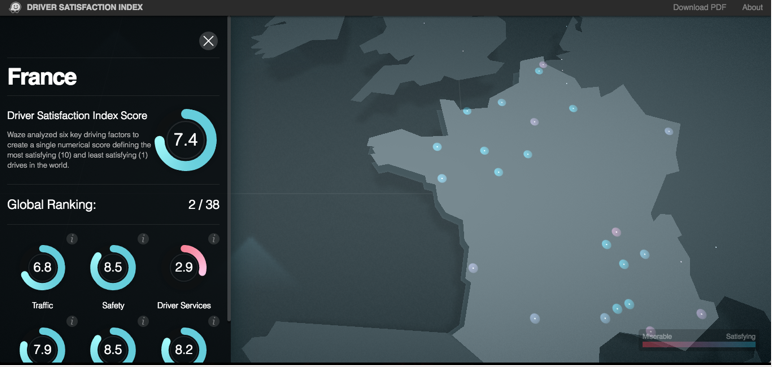 DRIVER SATISFACTION INDEX
Download PDF
About
France
Driver Satisfaction Index Score
Waze analyzed six key driving factors to
create a single numerical score defining the
most satisfying (10) and least satisfying (1)
drives in the world.
7.4
Global Ranking:
2 / 38
i
i
i
6.8
8.5
2.9
Traffic
Safety
Driver Services
i
i
i
7.9
8.5
8.2
Miserable
Satisfying